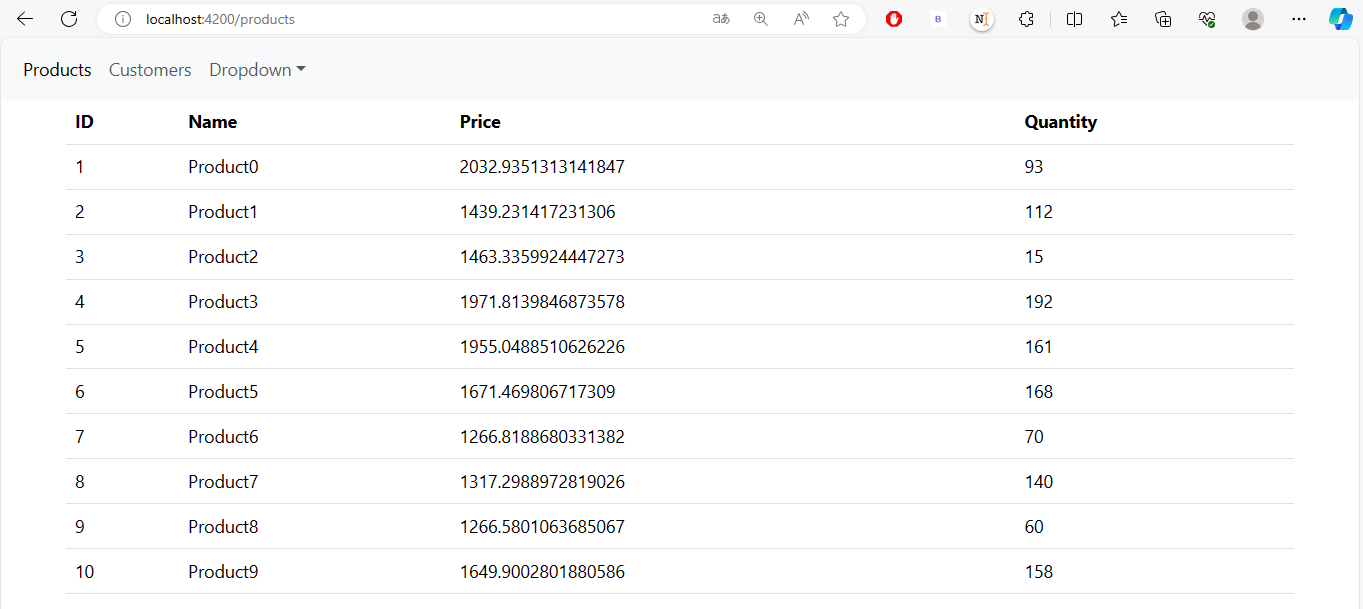 localhost:4200/products
Products Customers Dropdown
ID Name Price Quantity
1 Product0 2032.9351313141847 93
2 Product1 1439.231417231306 112
3 Product2 1463.3359924447273 15
4 Product3 1971.8139846873578 192
5 Product4 1955.0488510626226 161
6 Product5 1671.469806717309 168
7 Product6 1266.8188680331382 70
8 Product7 1317.2988972819026 140
9 Product8 1266.5801063685067 60
10 Product9 1649.9002801880586 158